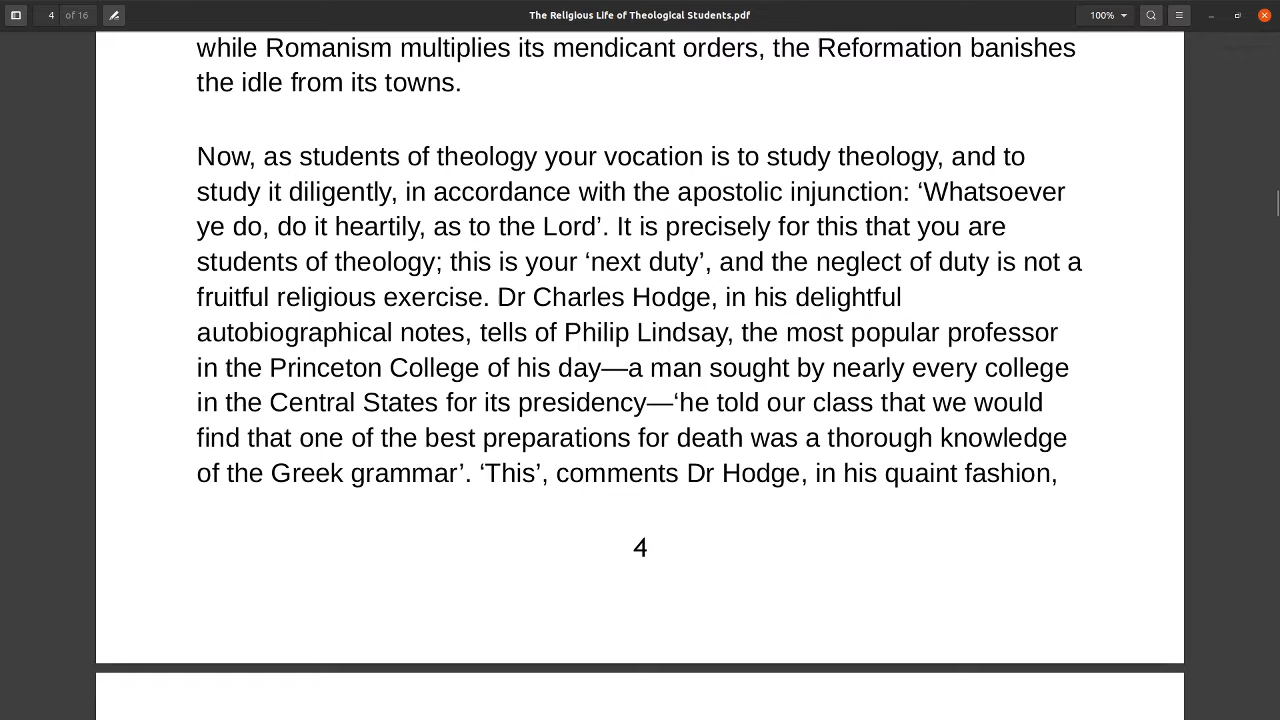 4 of 16
The Religious Life of Theological Students.pdf
100%
while Romanism multiplies its mendicant orders, the Reformation banishes
the idle from its towns.
Now, as students of theology your vocation is to study theology, and to
study it diligently, in accordance with the apostolic injunction: ‘Whatsoever
ye do, do it heartily, as to the Lord’. It is precisely for this that you are
students of theology; this is your ‘next duty’, and the neglect of duty is not a
fruitful religious exercise. Dr Charles Hodge, in his delightful
autobiographical notes, tells of Philip Lindsay, the most popular professor
in the Princeton College of his day—a man sought by nearly every college
in the Central States for its presidency—‘he told our class that we would
find that one of the best preparations for death was a thorough knowledge
of the Greek grammar’. ‘This’, comments Dr Hodge, in his quaint fashion,
4